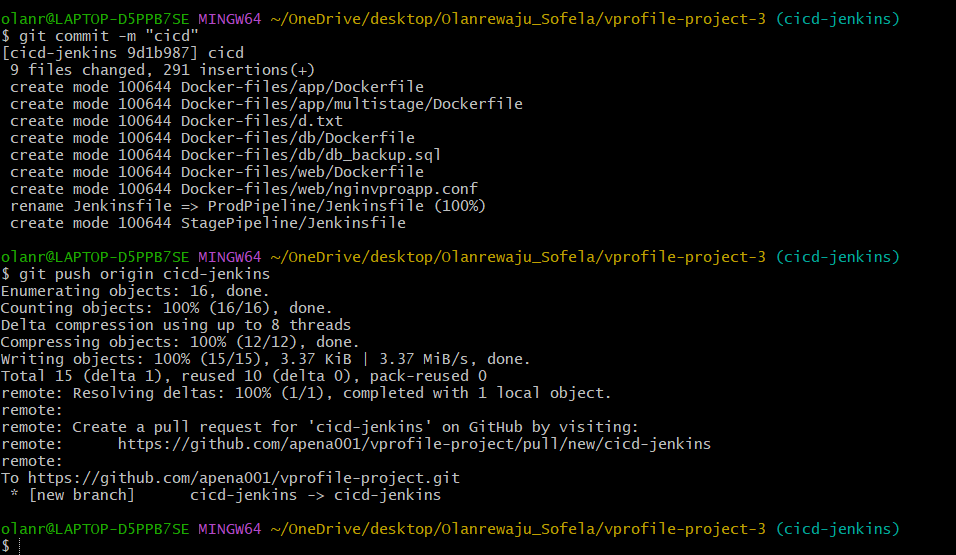 olanr@LAPTOP-D5PPB7SE MINGW64 ~/OneDrive/desktop/Olanrewaju_Sofela/vprofile-project-3 (cicd-jenkins)
$ git commit -m "cicd"
[cicd-jenkins 9d1b987] cicd
 9 files changed, 291 insertions(+)
 create mode 100644 Docker-files/app/Dockerfile
 create mode 100644 Docker-files/app/multistage/Dockerfile
 create mode 100644 Docker-files/d.txt
 create mode 100644 Docker-files/db/Dockerfile
 create mode 100644 Docker-files/db/db_backup.sql
 create mode 100644 Docker-files/web/Dockerfile
 create mode 100644 Docker-files/web/nginvproapp.conf
 rename Jenkinsfile => ProdPipeline/Jenkinsfile (100%)
 create mode 100644 StagePipeline/Jenkinsfile
olanr@LAPTOP-D5PPB7SE MINGW64 ~/OneDrive/desktop/Olanrewaju_Sofela/vprofile-project-3 (cicd-jenkins)
$ git push origin cicd-jenkins
Enumerating objects: 16, done.
Counting objects: 100% (16/16), done.
Delta compression using up to 8 threads
Compressing objects: 100% (12/12), done.
Writing objects: 100% (15/15), 3.37 KiB | 3.37 MiB/s, done.
Total 15 (delta 1), reused 10 (delta 0), pack-reused 0
remote: Resolving deltas: 100% (1/1), completed with 1 local object.
remote:
remote: Create a pull request for 'cicd-jenkins' on GitHub by visiting:
remote:      https://github.com/apena001/vprofile-project/pull/new/cicd-jenkins
remote:
To https://github.com/apena001/vprofile-project.git
 * [new branch]      cicd-jenkins -> cicd-jenkins
olanr@LAPTOP-D5PPB7SE MINGW64 ~/OneDrive/desktop/Olanrewaju_Sofela/vprofile-project-3 (cicd-jenkins)
$